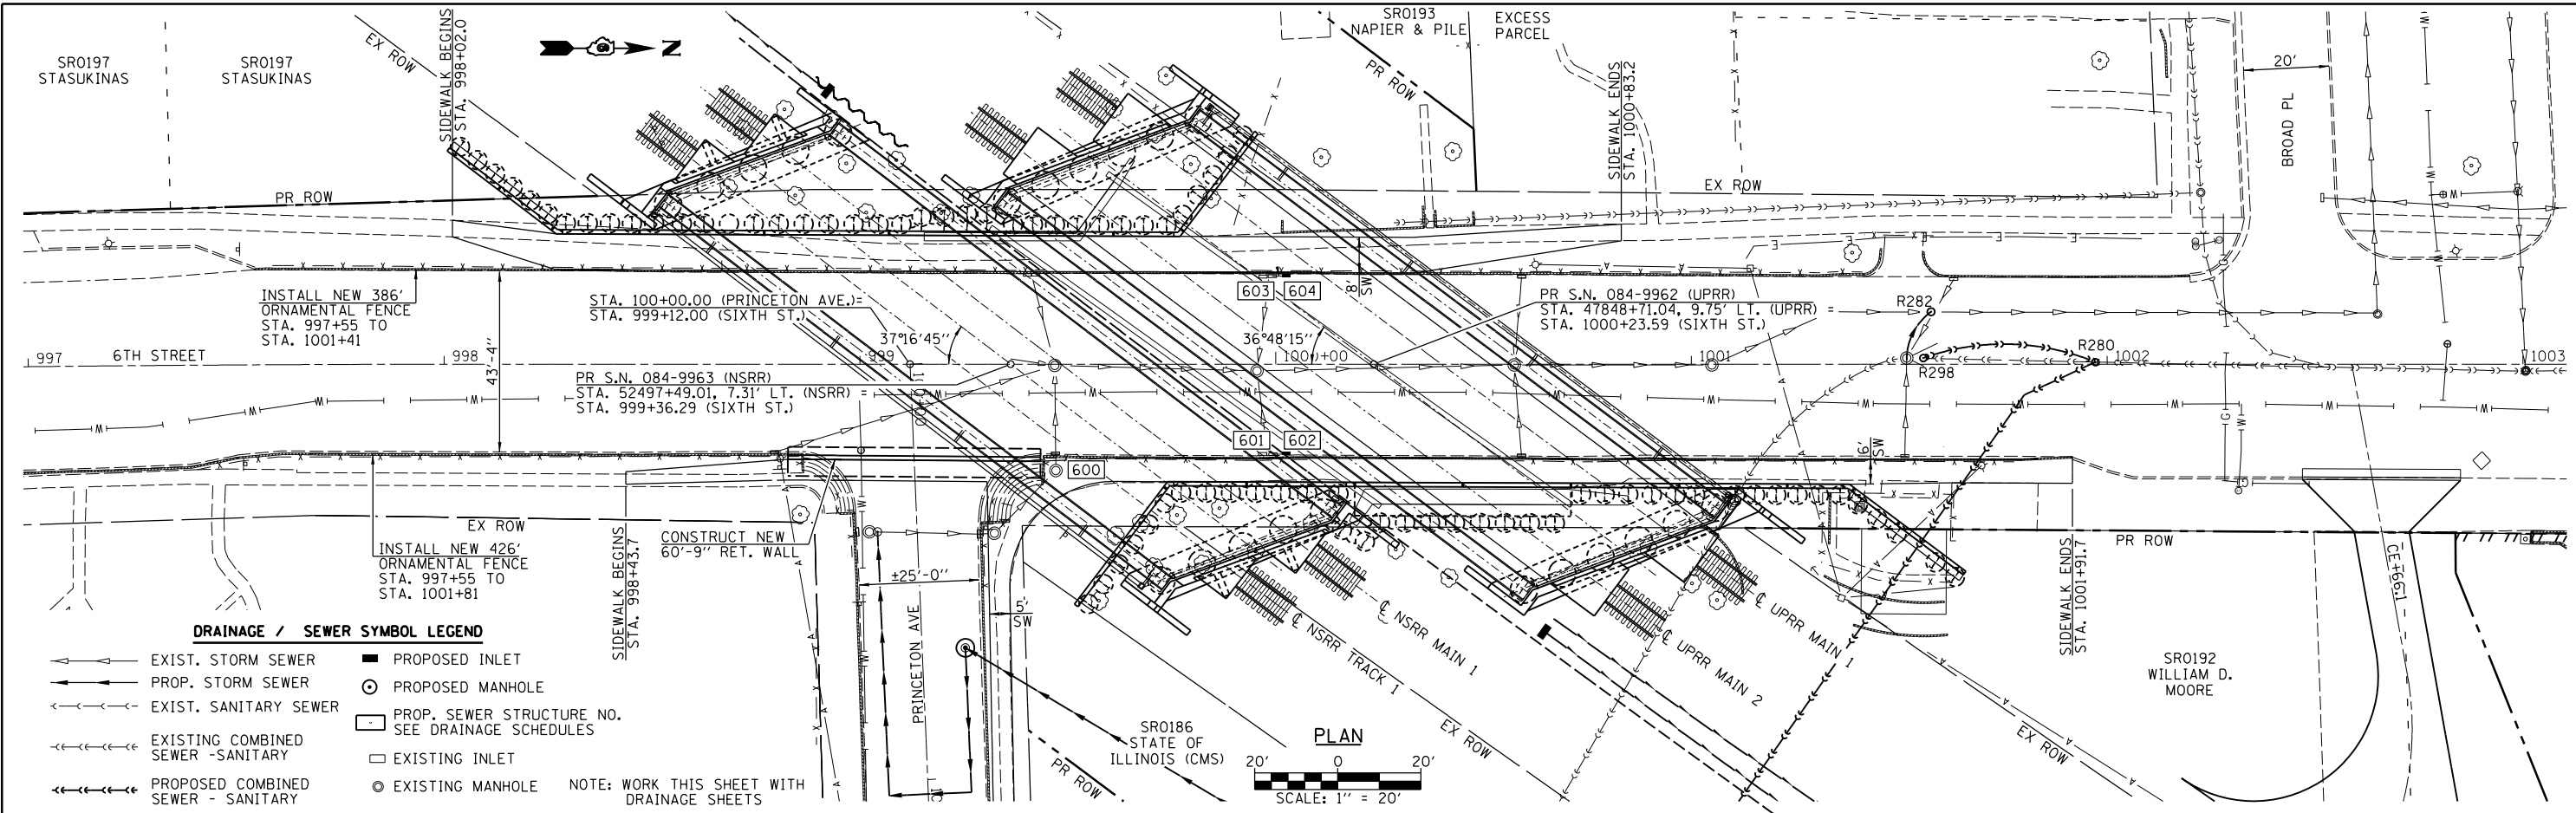 SR0197
STASUKINAS
SR0197
STASUKINAS
EX ROW
SIDEWALK BEGINS
STA. 998+02.0
N
SR0193
NAPIER & PILE
EXCESS
PARCEL
PR ROW
SIDEWALK ENDS
STA. 1000+83.2
20'
BROAD PL
PR ROW
EX ROW
INSTALL NEW 386'
ORNAMENTAL FENCE
STA. 997+55 TO
STA. 1001+41
43'-4"
STA. 100+00.00 (PRINCETON AVE.)=
STA. 999+12.00 (SIXTH ST.)
37°16'45"
603
604
8'
SW
36°48'15"
PR S.N. 084-9962 (UPRR)
STA. 47848+71.04, 9.75' LT. (UPRR) =
STA. 1000+23.59 (SIXTH ST.)
R282
R280
R298
997
6TH STREET
998
999
1000+00
1001
1002
1003
PR S.N. 084-9963 (NSRR)
STA. 52497+49.01, 7.31' LT. (NSRR) =
STA. 999+36.29 (SIXTH ST.)
601
602
600
6'
SW
EX ROW
INSTALL NEW 426'
ORNAMENTAL FENCE
STA. 997+55 TO
STA. 1001+81
SIDEWALK BEGINS
STA. 998+43.7
CONSTRUCT NEW
60'-9" RET. WALL
±25'-0"
5'
SW
PRINCETON AVE
℄ NSRR TRACK 1
℄ NSRR MAIN 1
℄ UPRR MAIN 2
℄ UPRR MAIN 1
EX ROW
SIDEWALK ENDS
STA. 1001+91.7
PR ROW
SR0192
WILLIAM D.
MOORE
EX ROW
SR0186
STATE OF
ILLINOIS (CMS)
PR ROW
DRAINAGE / SEWER SYMBOL LEGEND
EXIST. STORM SEWER
PROP. STORM SEWER
EXIST. SANITARY SEWER
EXISTING COMBINED
SEWER -SANITARY
PROPOSED COMBINED
SEWER - SANITARY
PROPOSED INLET
PROPOSED MANHOLE
PROP. SEWER STRUCTURE NO.
SEE DRAINAGE SCHEDULES
EXISTING INLET
EXISTING MANHOLE
NOTE: WORK THIS SHEET WITH
DRAINAGE SHEETS
PLAN
20' 0 20'
SCALE: 1" = 20'